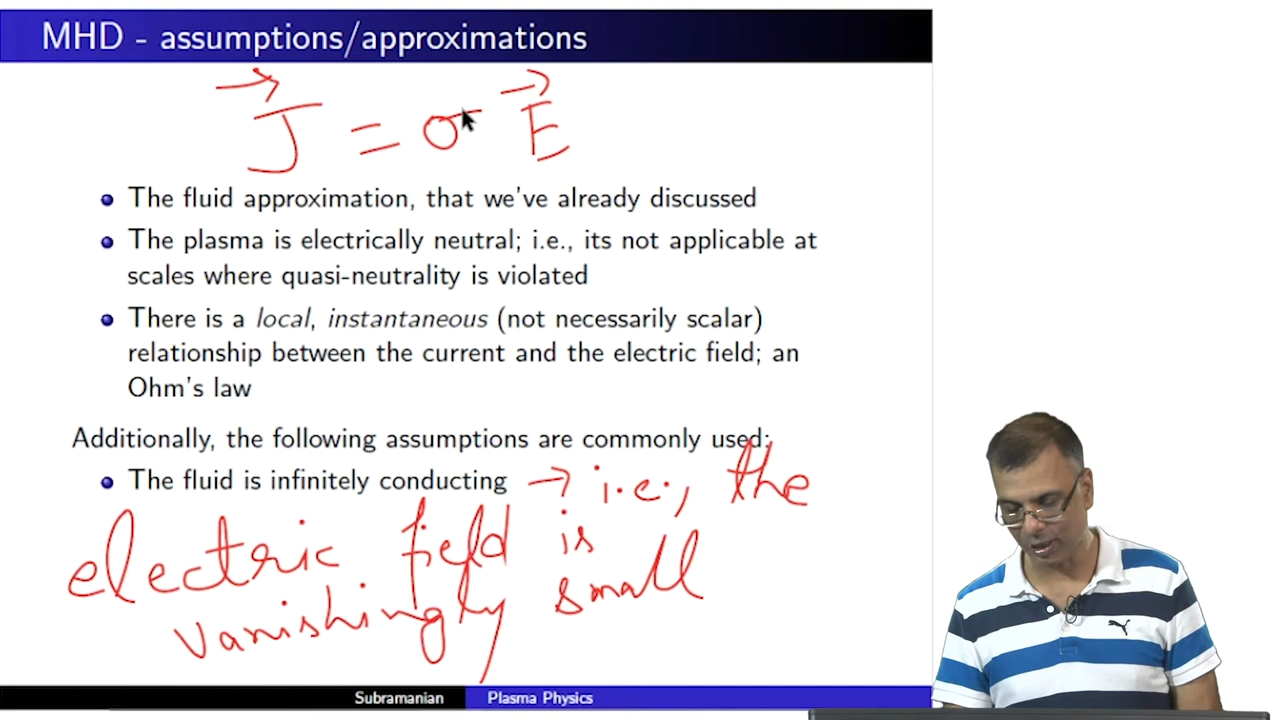 MHD - assumptions/approximations
J = σ E
The fluid approximation, that we've already discussed
The plasma is electrically neutral; i.e., its not applicable at
scales where quasi-neutrality is violated
There is a local, instantaneous (not necessarily scalar)
relationship between the current and the electric field; an
Ohm's law
Additionally, the following assumptions are commonly used:
The fluid is infinitely conducting → i.e., the
electric field is
vanishingly small
Subramanian Plasma Physics